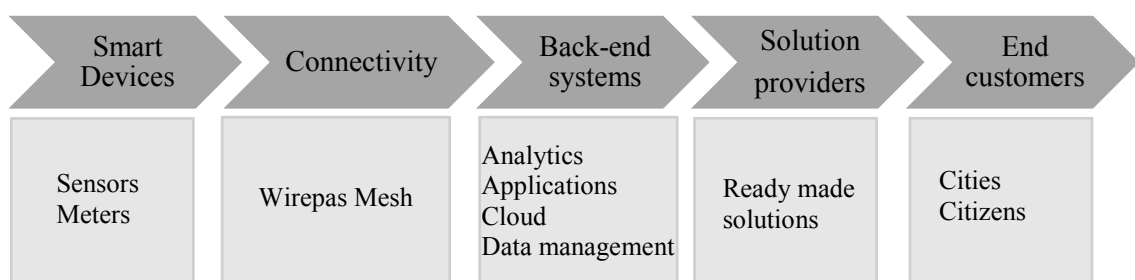 Smart
Devices
Connectivity
Back-end
systems
Solution
providers
End
customers
Sensors
Meters
Wirepas Mesh
Analytics
Applications
Cloud
Data management
Ready made
solutions
Cities
Citizens